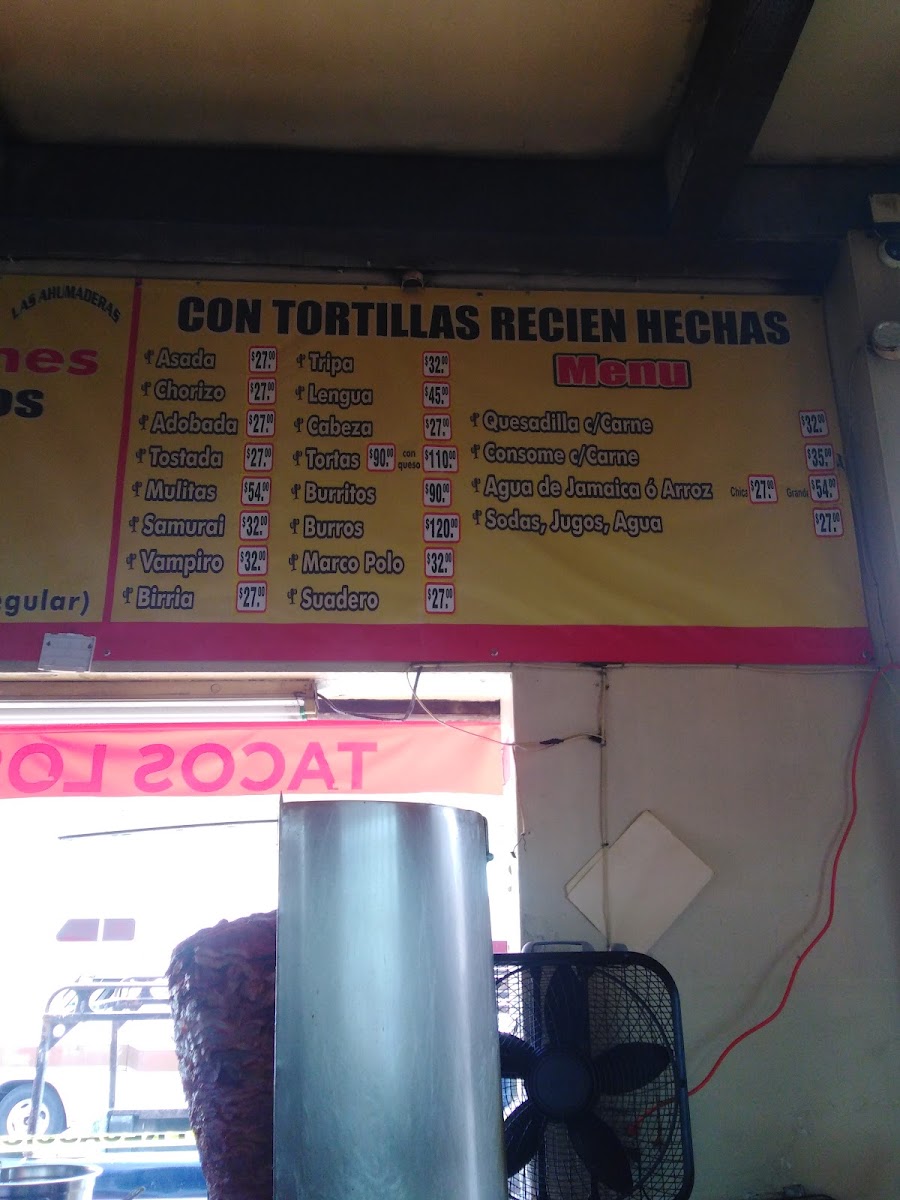 LAS AHUMADERAS
egular)
CON TORTILLAS RECIEN HECHAS
Asada $27.00
Chorizo $27.00
Adobada $27.00
Tostada $27.00
Mulitas $54.00
Samurai $32.00
Vampiro $32.00
Birria $27.00
Tripa $32.00
Lengua $45.00
Cabeza $27.00
Tortas $90.00 con queso $110.00
Burritos $90.00
Burros $120.00
Marco Polo $32.00
Suadero $27.00
Menu
Quesadilla c/Carne $32.00
Consome c/Carne $35.00
Agua de Jamaica ó Arroz Chica $27.00 Grande $54.00
Sodas, Jugos, Agua $27.00
TACOS LOS